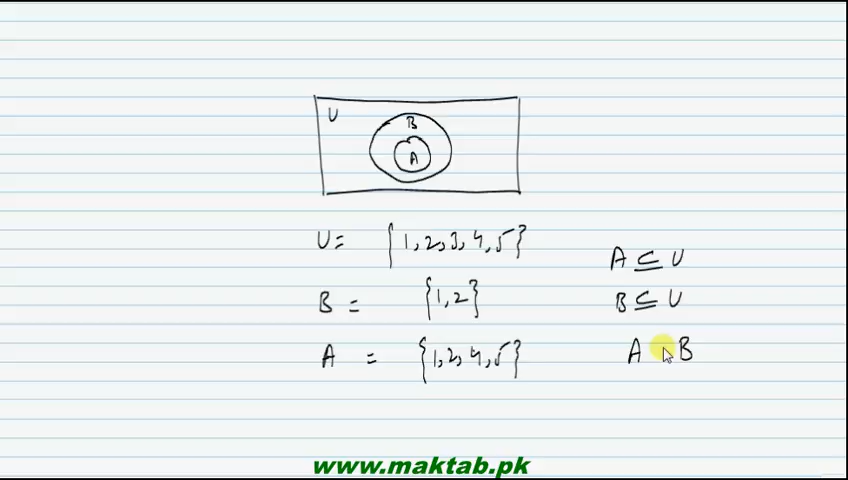 U
B
A
U = {1,2,3,4,5}
B = {1,2}
A = {1,2,4,5}
A ⊆ U
B ⊆ U
A B
www.maktab.pk